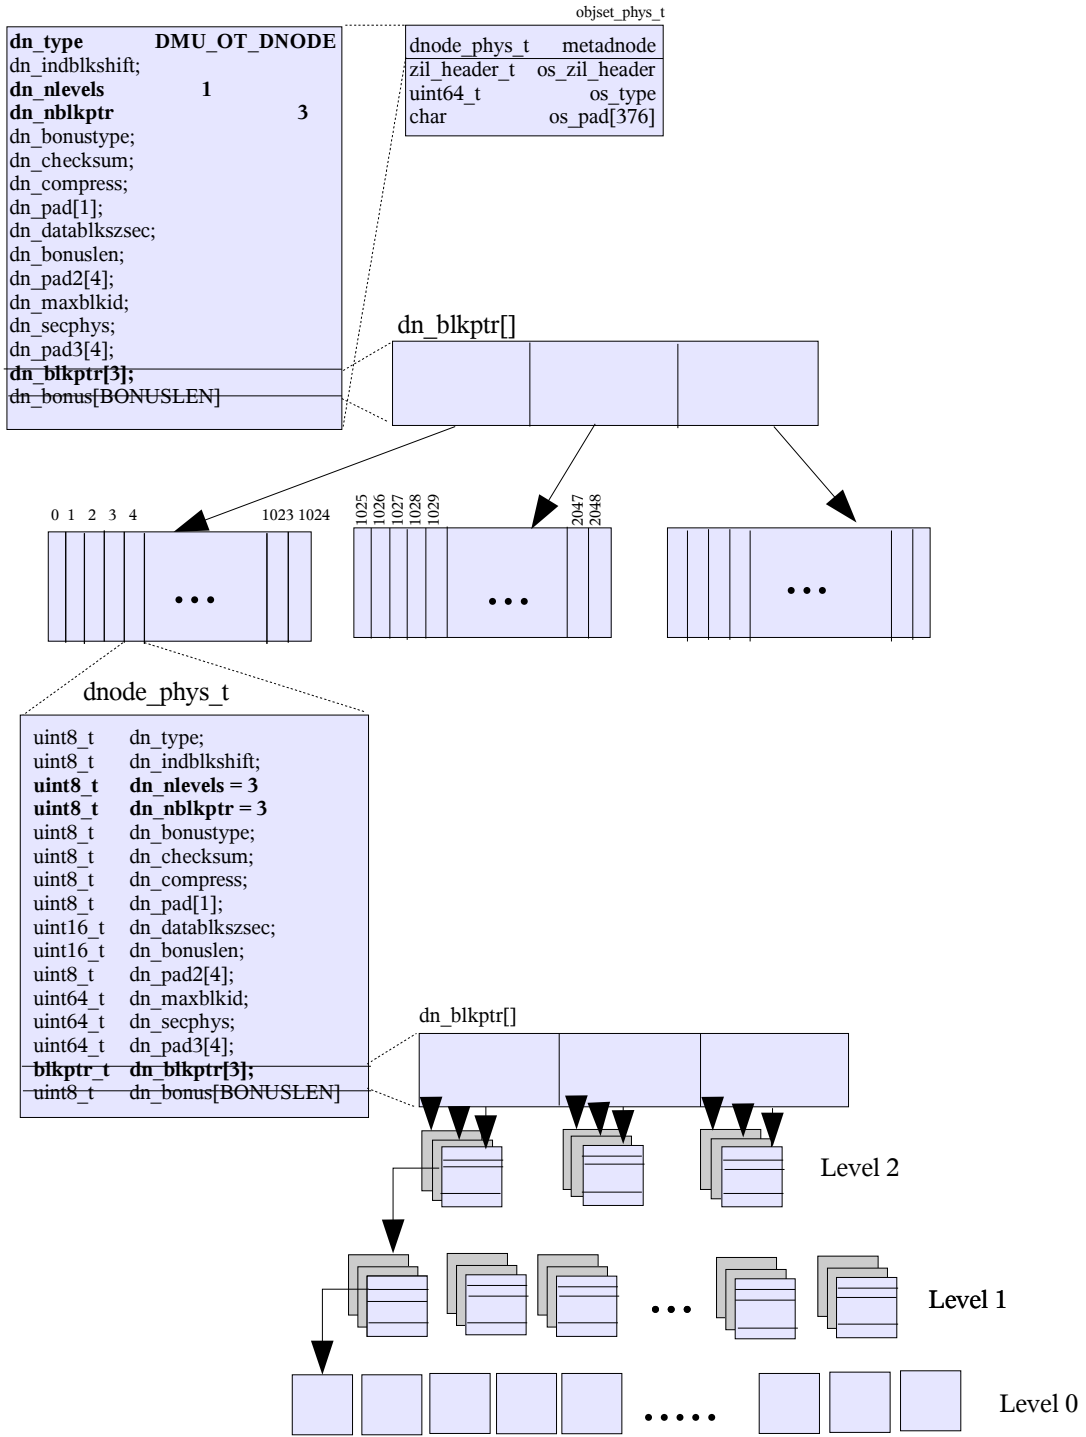 objset_phys_t
dn_type DMU_OT_DNODE
dn_indblkshift;
dn_nlevels 1
dn_nblkptr 3
dn_bonustype;
dn_checksum;
dn_compress;
dn_pad[1];
dn_datablkszsec;
dn_bonuslen;
dn_pad2[4];
dn_maxblkid;
dn_secphys;
dn_pad3[4];
dn_blkptr[3];
dn_bonus[BONUSLEN]
dnode_phys_t metadnode
zil_header_t os_zil_header
uint64_t os_type
char os_pad[376]
dn_blkptr[]
0 1 2 3 4 1023 1024
1025 1026 1027 1028 1029 2047 2048
...
...
...
dnode_phys_t
uint8_t dn_type;
uint8_t dn_indblkshift;
uint8_t dn_nlevels = 3
uint8_t dn_nblkptr = 3
uint8_t dn_bonustype;
uint8_t dn_checksum;
uint8_t dn_compress;
uint8_t dn_pad[1];
uint16_t dn_datablkszsec;
uint16_t dn_bonuslen;
uint8_t dn_pad2[4];
uint64_t dn_maxblkid;
uint64_t dn_secphys;
uint64_t dn_pad3[4];
blkptr_t dn_blkptr[3];
uint8_t dn_bonus[BONUSLEN]
dn_blkptr[]
Level 2
... Level 1
..... Level 0